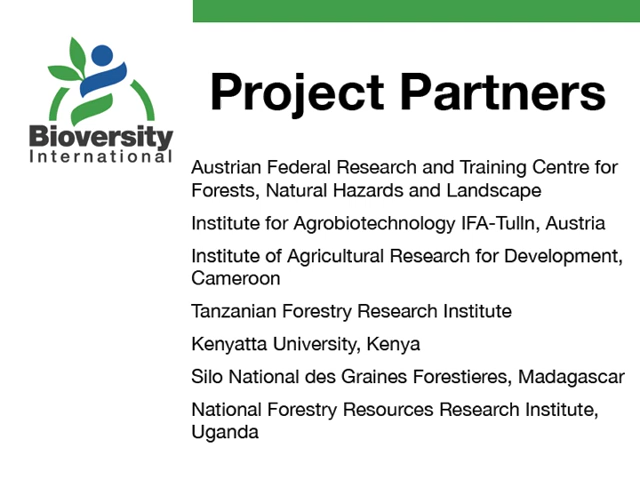 Bioversity
International
Project Partners
Austrian Federal Research and Training Centre for
Forests, Natural Hazards and Landscape
Institute for Agrobiotechnology IFA-Tulln, Austria
Institute of Agricultural Research for Development,
Cameroon
Tanzanian Forestry Research Institute
Kenyatta University, Kenya
Silo National des Graines Forestieres, Madagascar
National Forestry Resources Research Institute,
Uganda